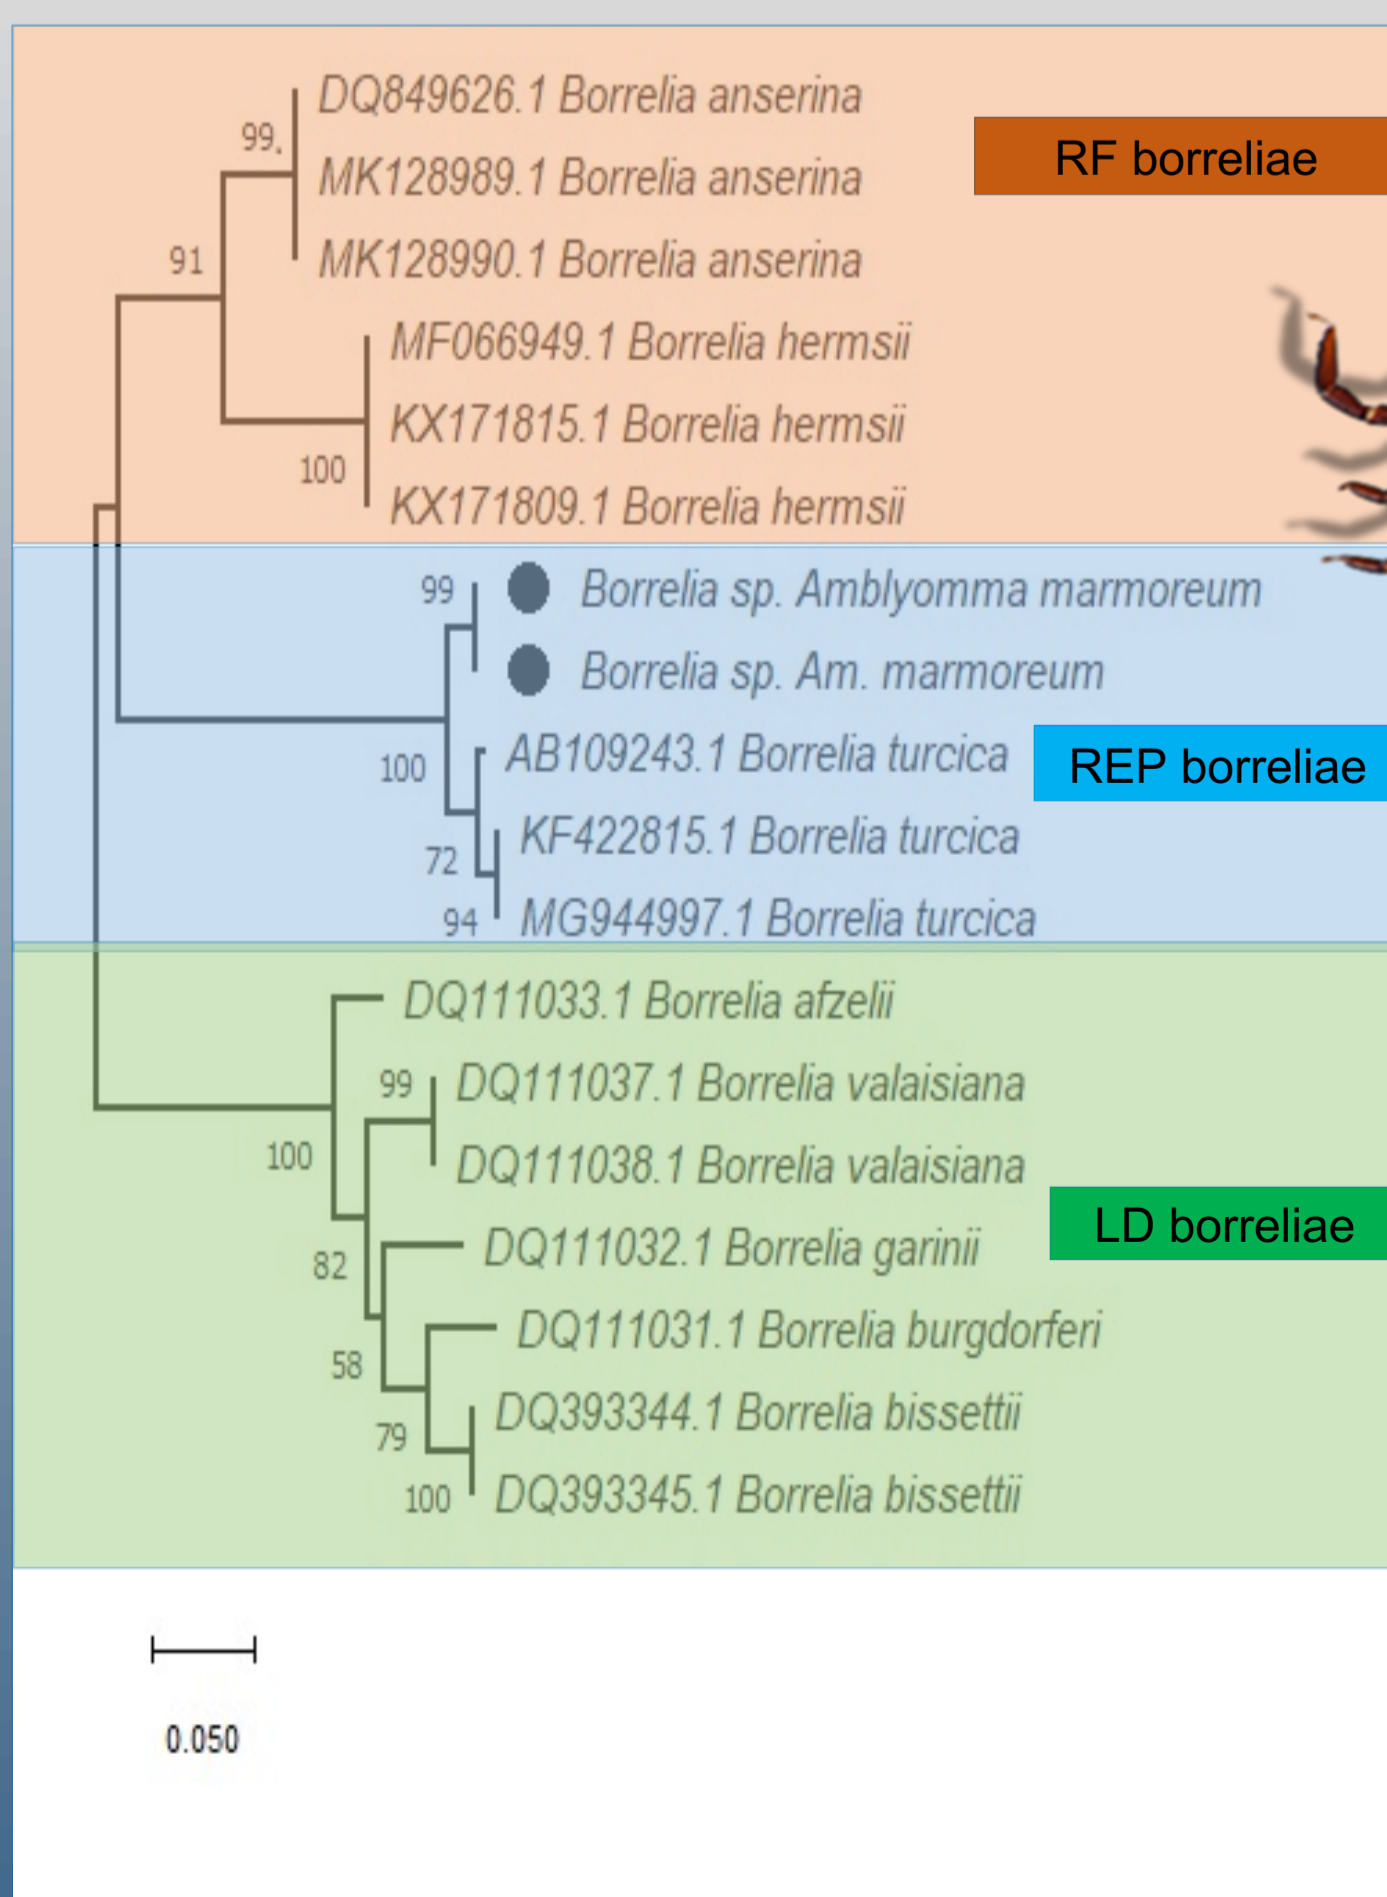 DQ849626.1 Borrelia anserina
99.
RF borreliae
MK128989.1 Borrelia anserina
91
MK128990.1 Borrelia anserina
MF066949.1 Borrelia hermsii
KX171815.1 Borrelia hermsii
100
KX171809.1 Borrelia hermsii
99
Borrelia sp. Amblyomma marmoreum
Borrelia sp. Am. marmoreum
AB109243.1 Borrelia turcica
100
REP borreliae
KF422815.1 Borrelia turcica
72
94
MG944997.1 Borrelia turcica
DQ111033.1 Borrelia afzelii
99
DQ111037.1 Borrelia valaisiana
100
DQ111038.1 Borrelia valaisiana
LD borreliae
82
DQ111032.1 Borrelia garinii
DQ111031.1 Borrelia burgdorferi
58
DQ393344.1 Borrelia bissettii
79
100
DQ393345.1 Borrelia bissettii
0.050